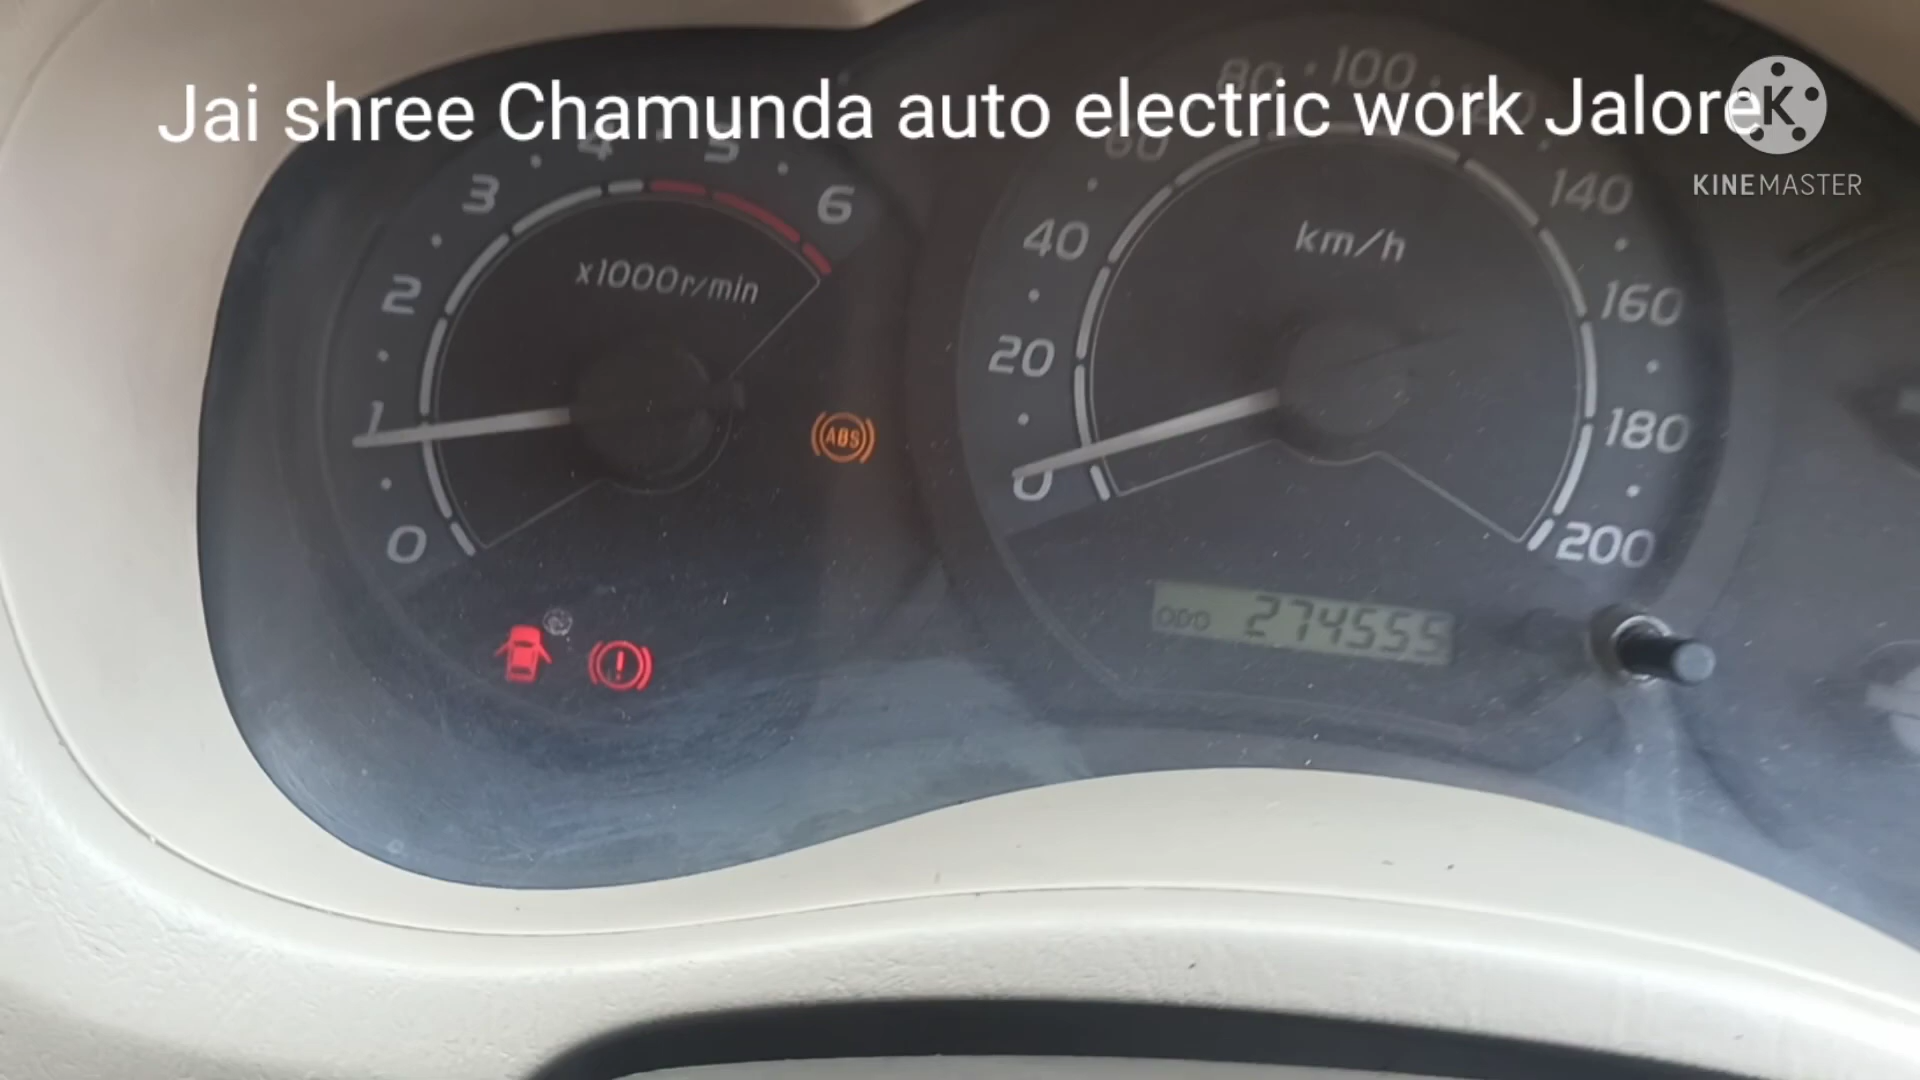 Jai shree Chamunda auto electric work Jalore
K
KINEMASTER
80 100
60
4 5
3 6
140
40 km/h
x1000r/min
2
160
20
1
ABS
180
0
0
200
ODO 274555
!